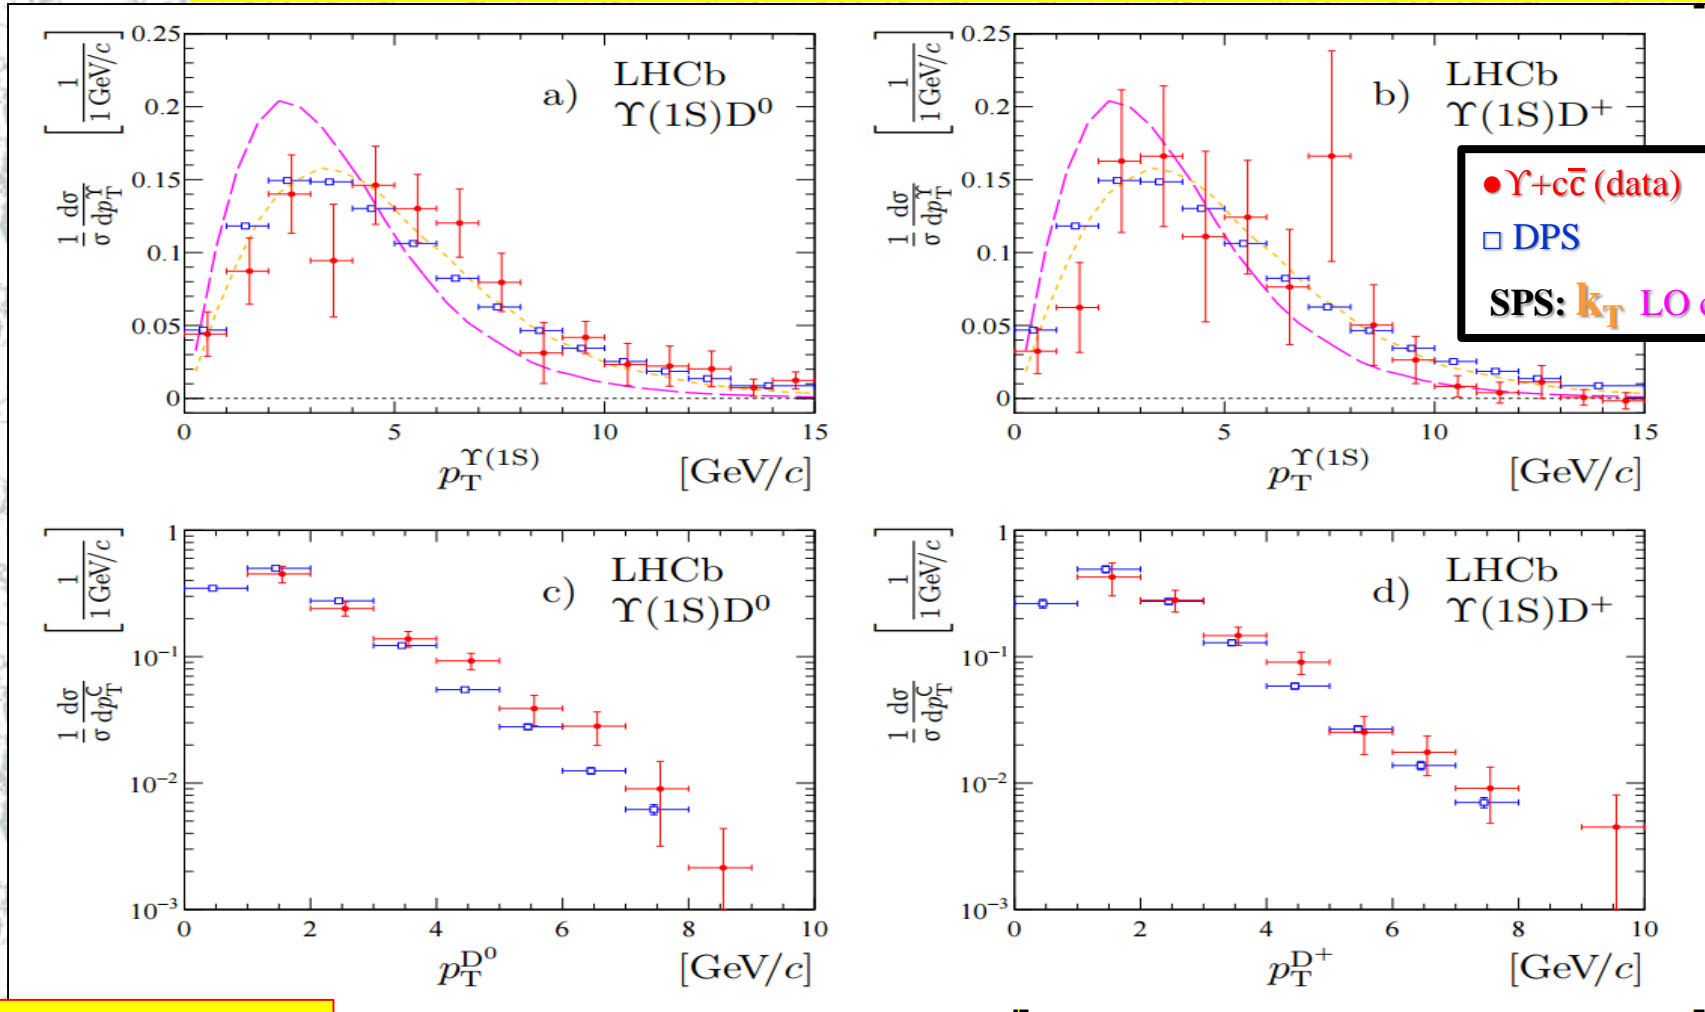 LHCb
a) ϒ(1S)D⁰
[1/(1 GeV/c)]
1/σ dσ/dp_T^ϒ
0.25
0.2
0.15
0.1
0.05
0
0 5 10 15
p_T^ϒ(1S) [GeV/c]
LHCb
b) ϒ(1S)D⁺
[1/(1 GeV/c)]
1/σ dσ/dp_T^ϒ
0.25
0.2
0.15
0.1
0.05
0
0 5 10 15
p_T^ϒ(1S) [GeV/c]
●ϒ+cc̄ (data)
□ DPS
SPS: k_T LO
LHCb
c) ϒ(1S)D⁰
[1/(1 GeV/c)]
1/σ dσ/dp_T^C
1
10⁻¹
10⁻²
10⁻³
0 2 4 6 8 10
p_T^D⁰ [GeV/c]
LHCb
d) ϒ(1S)D⁺
[1/(1 GeV/c)]
1/σ dσ/dp_T^C
1
10⁻¹
10⁻²
10⁻³
0 2 4 6 8 10
p_T^D⁺ [GeV/c]